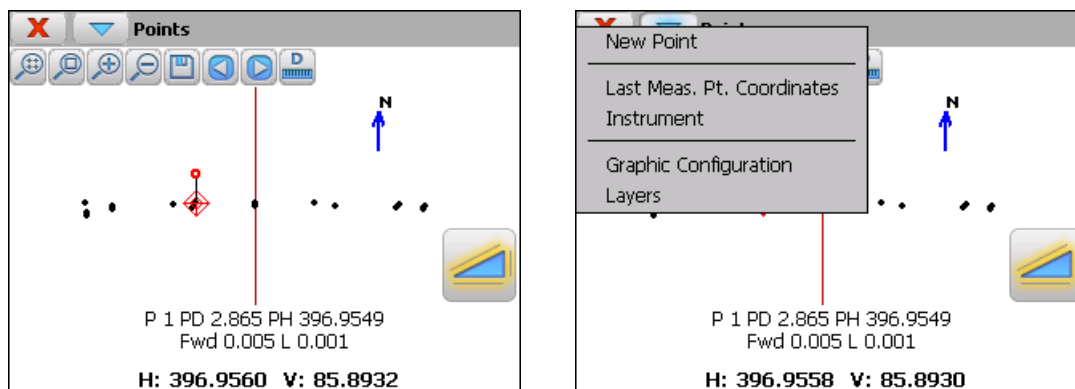 Points
D
N
P 1 PD 2.865 PH 396.9549
Fwd 0.005 L 0.001
H: 396.9560 V: 85.8932
New Point
Last Meas. Pt. Coordinates
Instrument
Graphic Configuration
Layers
N
P 1 PD 2.865 PH 396.9549
Fwd 0.005 L 0.001
H: 396.9558 V: 85.8930